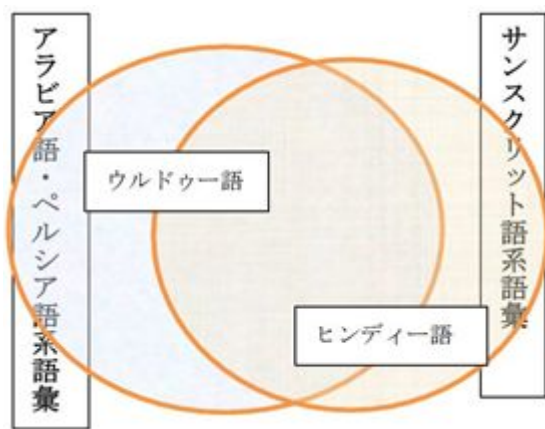 アラビア語・ペルシア語系語彙
ウルドゥー語
ヒンディー語
サンスクリット語系語彙